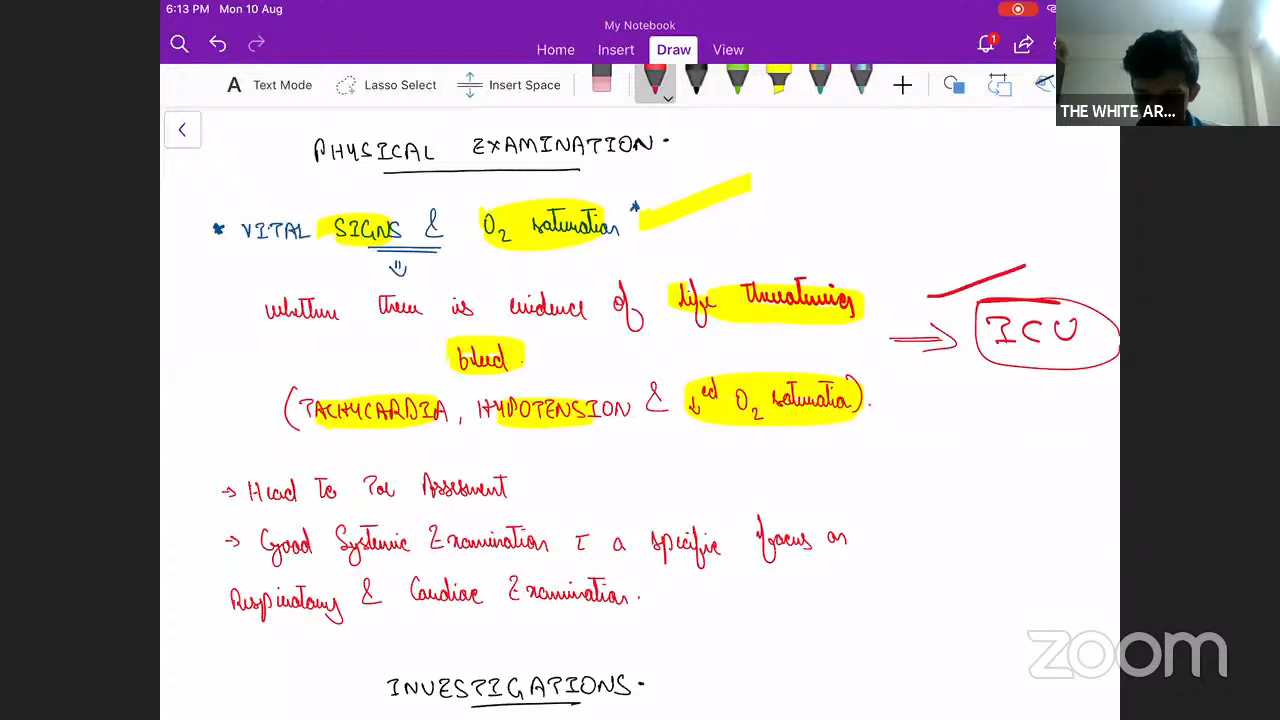 6:13 PM Mon 10 Aug
My Notebook
Home Insert Draw View
1
A Text Mode Lasso Select Insert Space
THE WHITE AR...
PHYSICAL EXAMINATION.
* VITAL SIGNS & O2 saturation *
whether there is evidence of life threatening
bleed.
⇒ ICU
(TACHYCARDIA, HYPOTENSION & ↓ed O2 saturation).
→ Head To Toe Assesment
→ Good Systemic Examination c a specific focus on
Respiratory & Cardiac Examination.
INVESTIGATIONS.
zoom